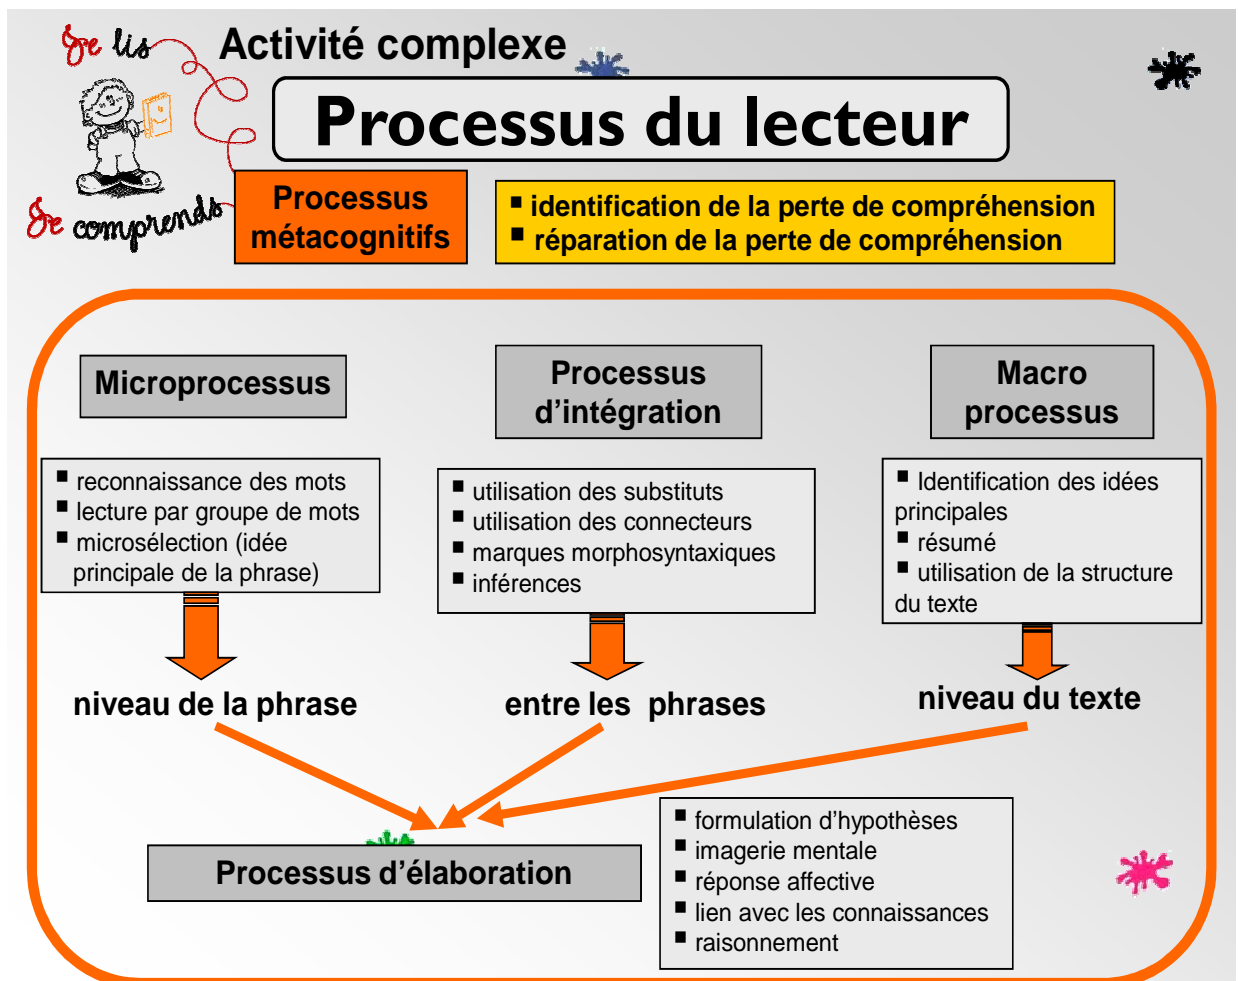 Je lis
Activité complexe
Processus du lecteur
Je comprends
Processus
métacognitifs
▪ identification de la perte de compréhension
▪ réparation de la perte de compréhension
Microprocessus
▪ reconnaissance des mots
▪ lecture par groupe de mots
▪ microsélection (idée
principale de la phrase)
niveau de la phrase
Processus
d’intégration
▪ utilisation des substituts
▪ utilisation des connecteurs
▪ marques morphosyntaxiques
▪ inférences
entre les phrases
Macro
processus
▪ Identification des idées
principales
▪ résumé
▪ utilisation de la structure
du texte
niveau du texte
Processus d’élaboration
▪ formulation d’hypothèses
▪ imagerie mentale
▪ réponse affective
▪ lien avec les connaissances
▪ raisonnement